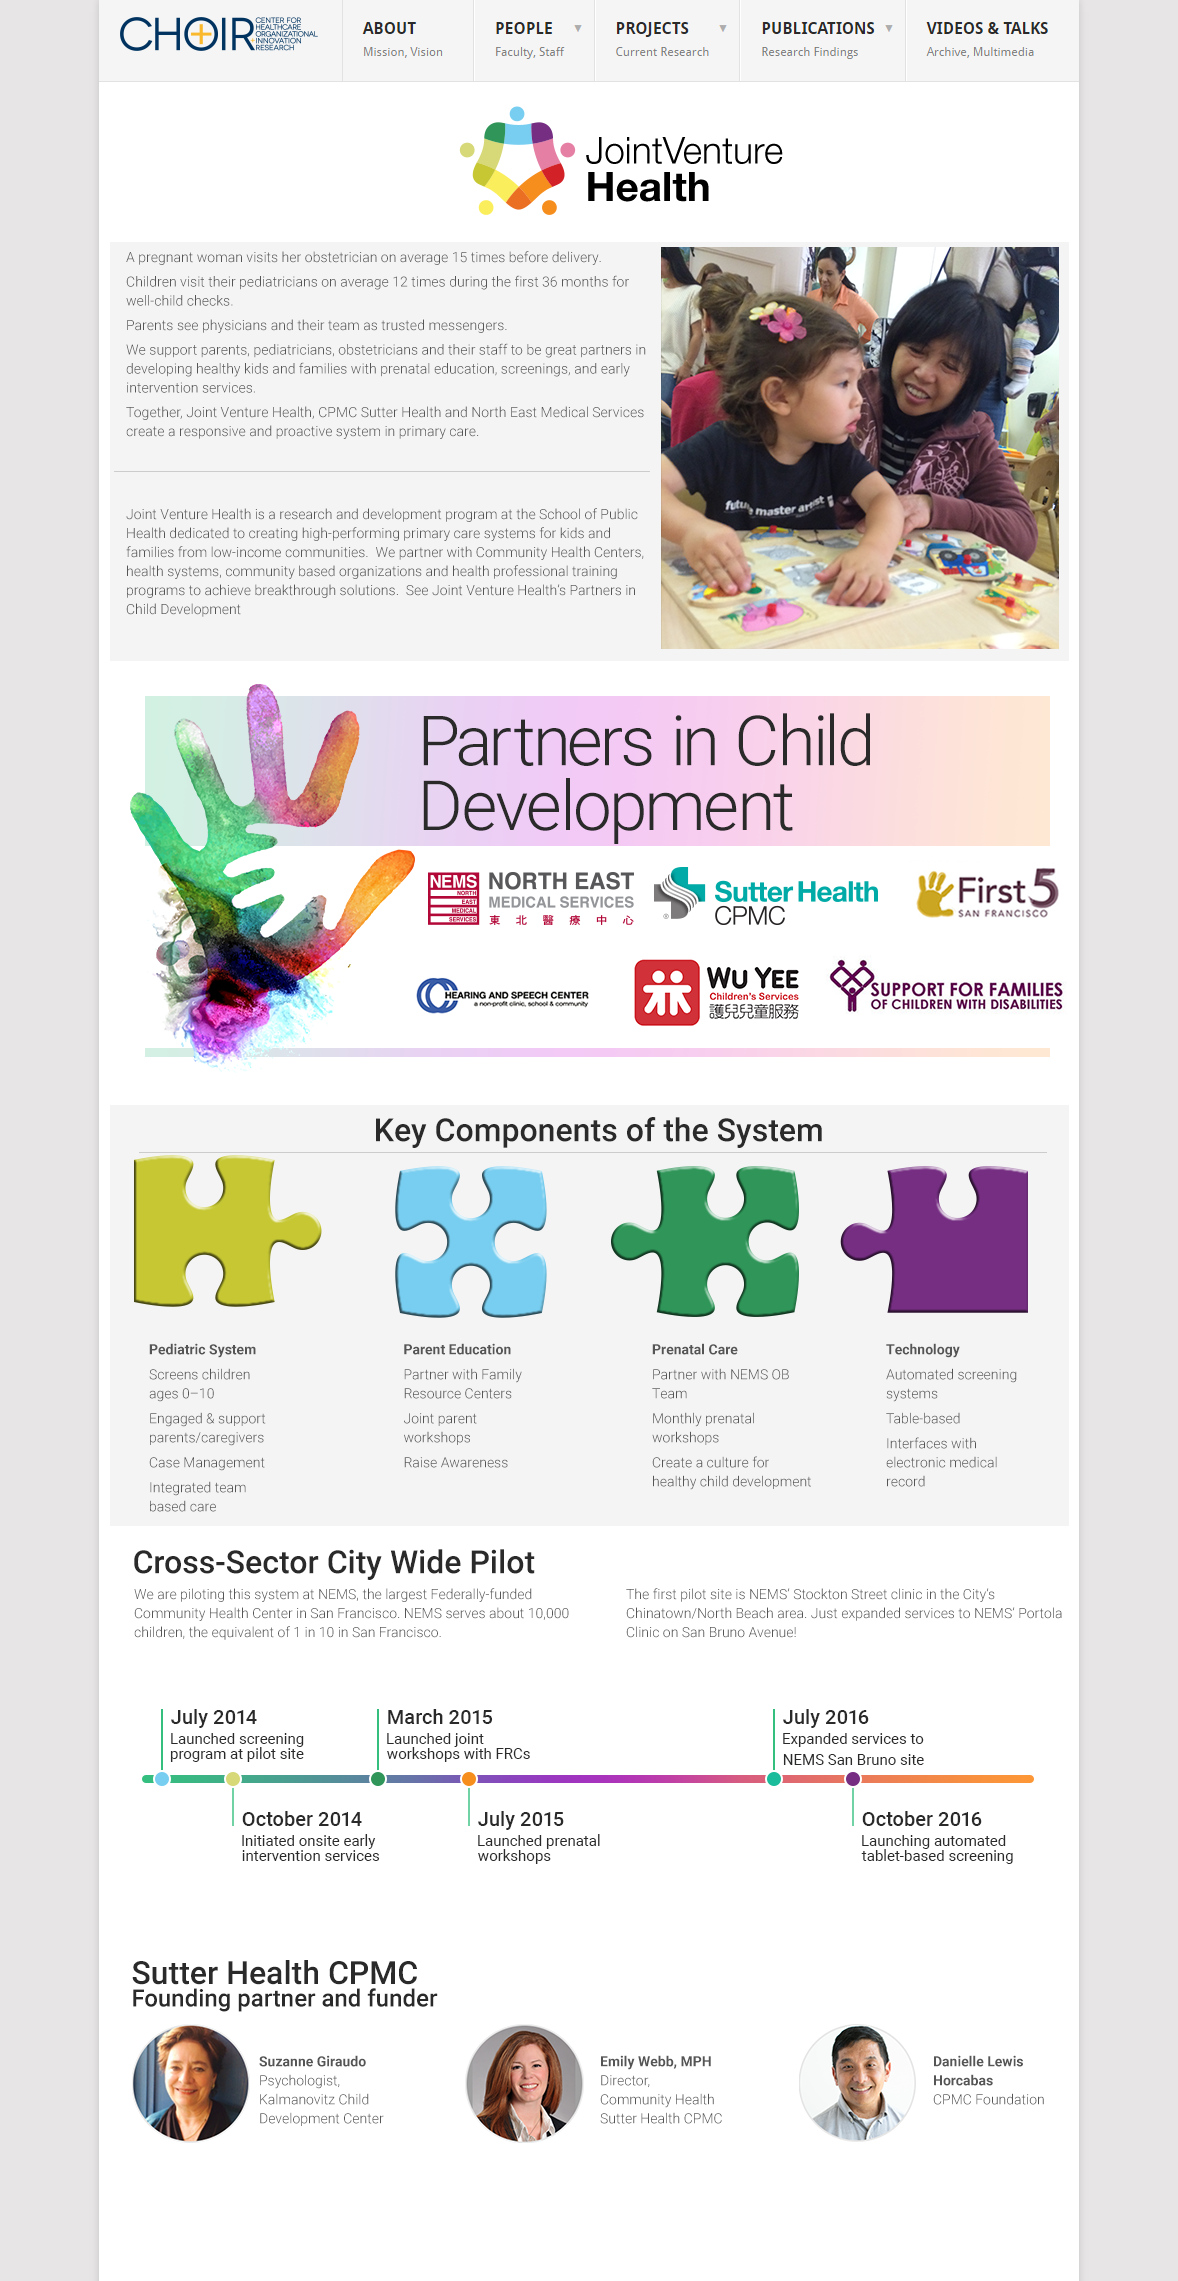 CHOIR CENTER FOR
HEALTHCARE
ORGANIZATIONAL
INNOVATION
RESEARCH
ABOUT
Mission, Vision
PEOPLE
Faculty, Staff
PROJECTS
Current Research
PUBLICATIONS
Research Findings
VIDEOS & TALKS
Archive, Multimedia
JointVenture
Health
A pregnant woman visits her obstetrician on average 15 times before delivery.
Children visit their pediatricians on average 12 times during the first 36 months for
well-child checks.
Parents see physicians and their team as trusted messengers.
We support parents, pediatricians, obstetricians and their staff to be great partners in
developing healthy kids and families with prenatal education, screenings, and early
intervention services.
Together, Joint Venture Health, CPMC Sutter Health and North East Medical Services
create a responsive and proactive system in primary care.
future master artist
Joint Venture Health is a research and development program at the School of Public
Health dedicated to creating high-performing primary care systems for kids and
families from low-income communities. We partner with Community Health Centers,
health systems, community based organizations and health professional training
programs to achieve breakthrough solutions. See Joint Venture Health's Partners in
Child Development
Partners in Child
Development
NEMS
NORTH
EAST
MEDICAL
SERVICES
NORTH EAST
MEDICAL SERVICES
東北醫療中心
Sutter Health
CPMC
First 5
SAN FRANCISCO
HEARING AND SPEECH CENTER
a non-profit clinic, school & community
WU YEE
Children's Services
護兒兒童服務
SUPPORT FOR FAMILIES
OF CHILDREN WITH DISABILITIES
Key Components of the System
Pediatric System
Screens children
ages 0–10
Engaged & support
parents/caregivers
Case Management
Integrated team
based care
Parent Education
Partner with Family
Resource Centers
Joint parent
workshops
Raise Awareness
Prenatal Care
Partner with NEMS OB
Team
Monthly prenatal
workshops
Create a culture for
healthy child development
Technology
Automated screening
systems
Table-based
Interfaces with
electronic medical
record
Cross-Sector City Wide Pilot
We are piloting this system at NEMS, the largest Federally-funded
Community Health Center in San Francisco. NEMS serves about 10,000
children, the equivalent of 1 in 10 in San Francisco.
The first pilot site is NEMS' Stockton Street clinic in the City's
Chinatown/North Beach area. Just expanded services to NEMS' Portola
Clinic on San Bruno Avenue!
July 2014
Launched screening
program at pilot site
March 2015
Launched joint
workshops with FRCs
July 2016
Expanded services to
NEMS San Bruno site
October 2014
Initiated onsite early
intervention services
July 2015
Launched prenatal
workshops
October 2016
Launching automated
tablet-based screening
Sutter Health CPMC
Founding partner and funder
Suzanne Giraudo
Psychologist,
Kalmanovitz Child
Development Center
Emily Webb, MPH
Director,
Community Health
Sutter Health CPMC
Danielle Lewis
Horcabas
CPMC Foundation